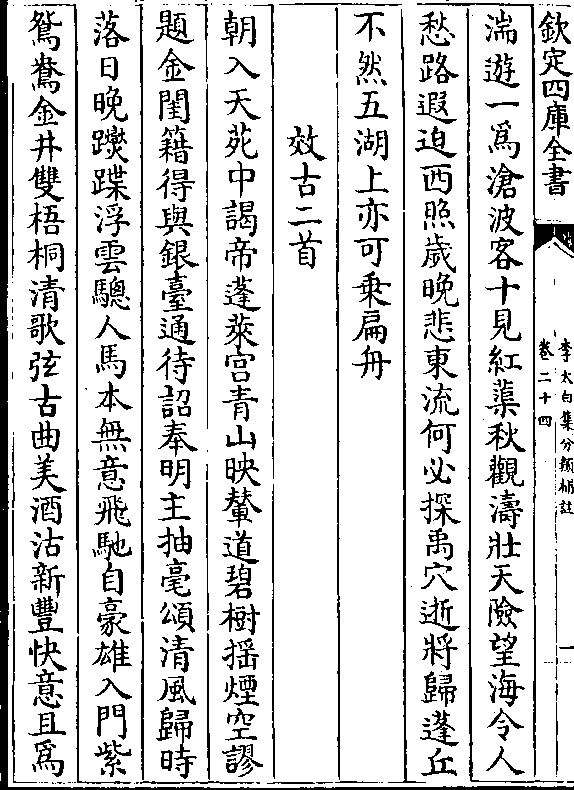 欽定四庫全書
李太白集分類補註
卷二十四
一
湍遊一為滄波客十見紅蕖秋觀濤壯天險望海令人
愁路遐迫西照歲晚悲東流何必探禹穴逝將歸蓬丘
不然五湖上亦可乗扁舟
效古二首
朝入天苑中謁帝蓬萊宫青山映輦道碧樹揺煙空謬
題金閨籍得與銀臺通待詔奉明主抽毫頌清風歸時
落日晚躞蹀浮雲驄人馬本無意飛馳自豪雄入門紫
鴛鴦金井雙梧桐清歌弦古曲美酒沽新豐快意且為